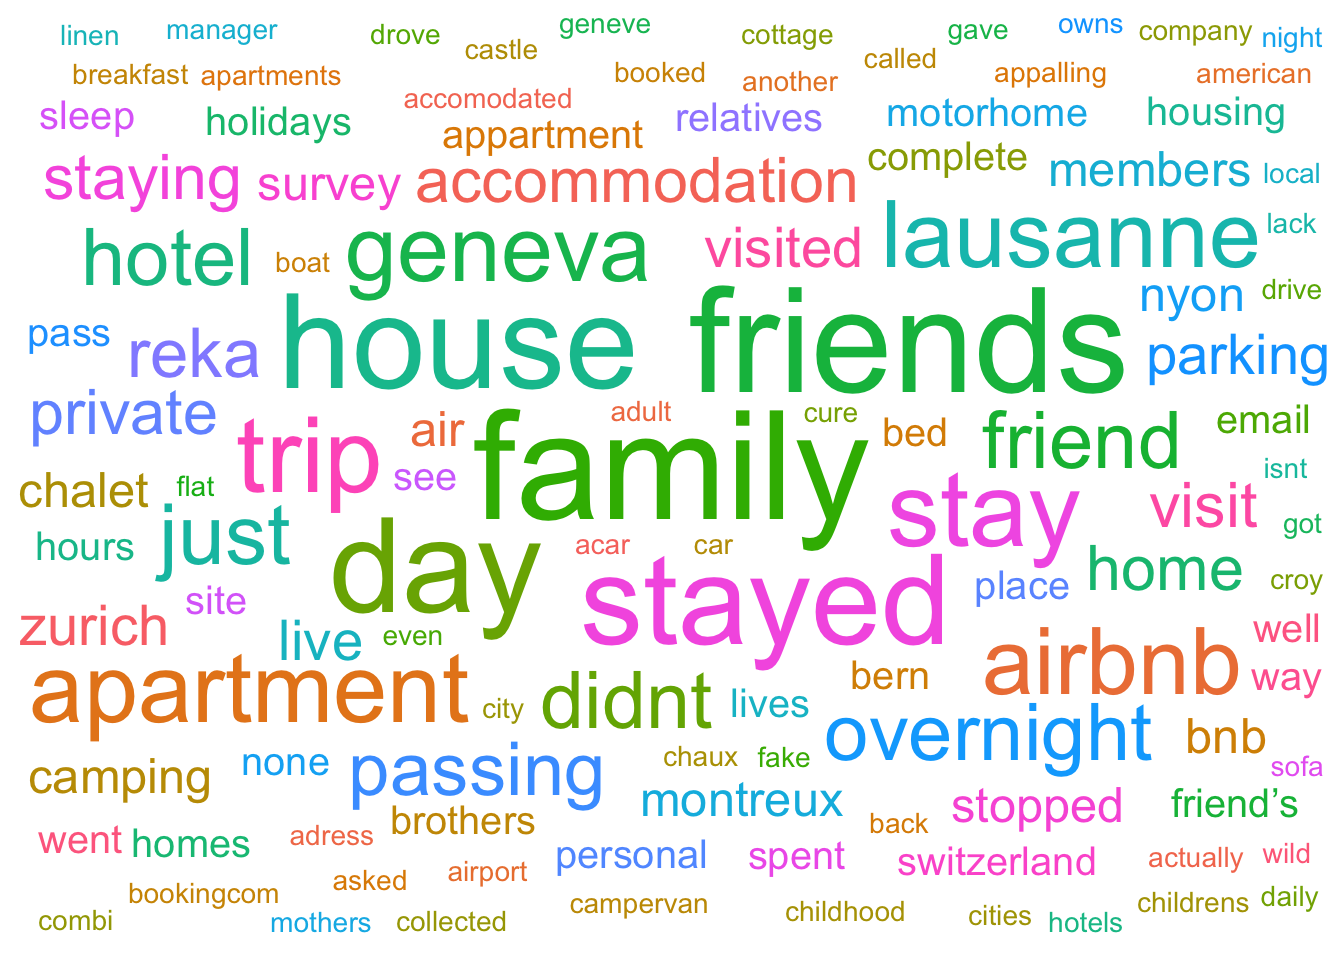 linen manager drove castle geneve cottage called gave owns company night
breakfast apartments booked another appalling american
sleep holidays accomodated appartment relatives motorhome housing
staying survey accommodation complete members local
hotel boat geneva visited lausanne lack
pass reka house friends nyon drive parking
private trip air adult cure bed friend email
chalet flat see family stay visit isnt got
hours just day acar car place home croy
zurich site live even stayed well
apartment city didnt lives bern airbnb way
camping none passing chaux fake overnight bnb sofa
went homes adress brothers montreux back stopped friend’s
bookingcom asked airport personal spent switzerland actually wild
combi mothers collected campervan childhood cities hotels childrens daily